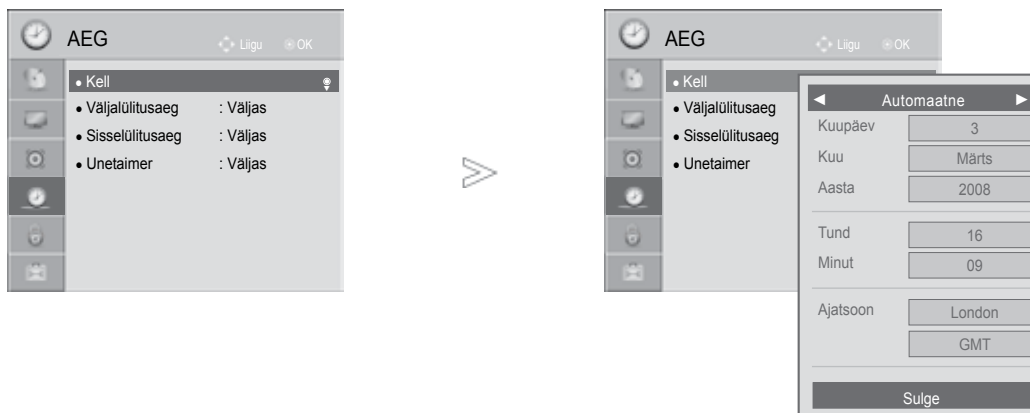 AEG
Liigu OK
• Kell
• Väljalülitusaeg : Väljas
• Sisselülitusaeg : Väljas
• Unetaimer : Väljas
AEG
Liigu OK
• Kell
• Väljalülitusaeg
• Sisselülitusaeg
• Unetaimer
◄ Automaatne ►
Kuupäev 3
Kuu Märts
Aasta 2008
Tund 16
Minut 09
Ajatsoon London
GMT
Sulge